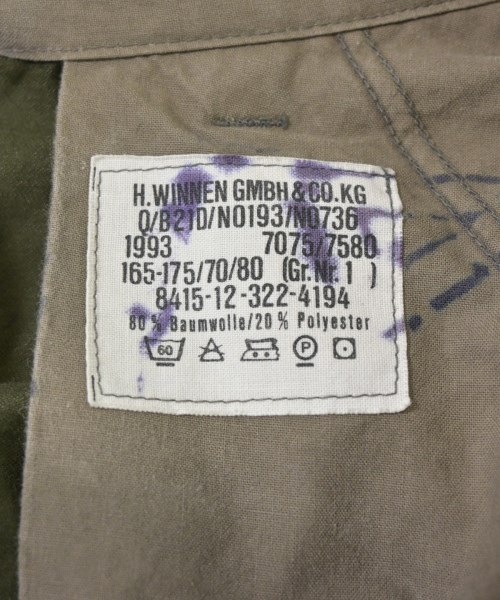 H.WINNEN GMBH & CO.KG
Q/B21D/N0193/N0736
1993 7075/7580
165-175/70/80 (Gr.Nr. 1 )
8415-12-322-4194
80 % Baumwolle/20 % Polyester
60 P